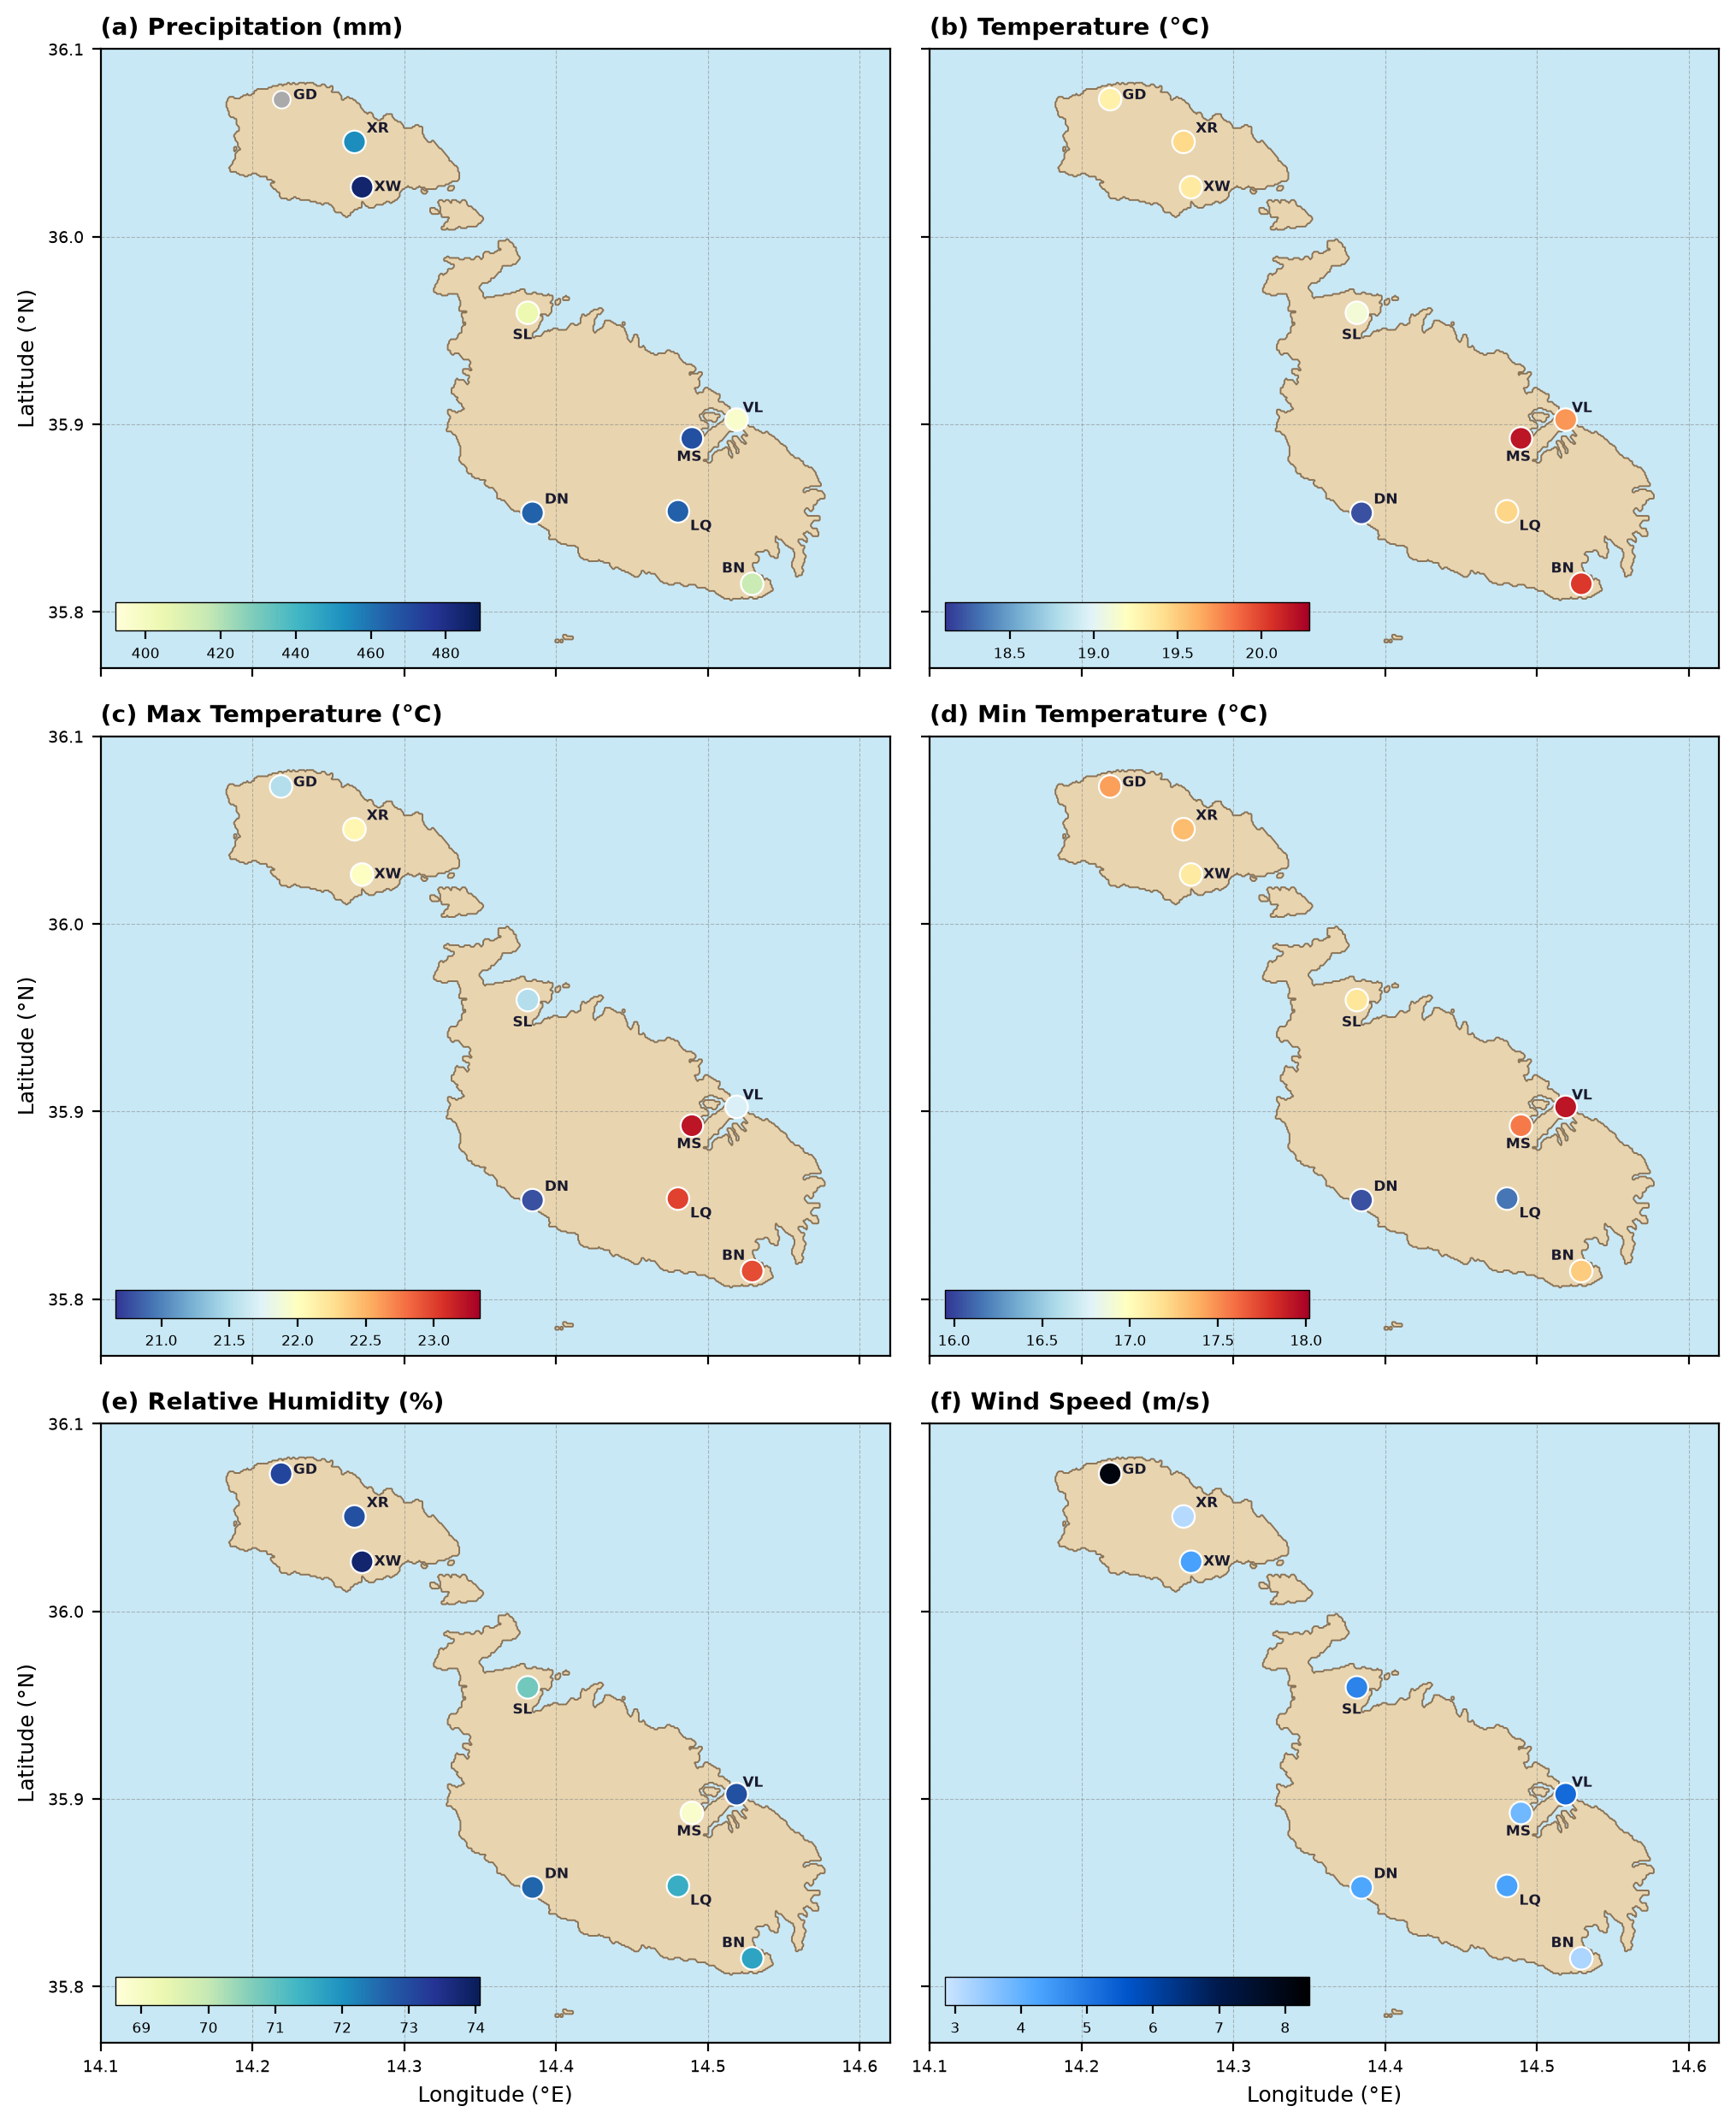 (a) Precipitation (mm)
(b) Temperature (°C)
36.1
GD
XR
XW
36.0
SL
Latitude (°N)
VL
35.9
MS
DN
LQ
BN
35.8
400 420 440 460 480
GD
XR
XW
SL
VL
MS
DN
LQ
BN
18.5 19.0 19.5 20.0
(c) Max Temperature (°C)
(d) Min Temperature (°C)
36.1
GD
XR
XW
36.0
SL
Latitude (°N)
VL
35.9
MS
DN
LQ
BN
35.8
21.0 21.5 22.0 22.5 23.0
GD
XR
XW
SL
VL
MS
DN
LQ
BN
16.0 16.5 17.0 17.5 18.0
(e) Relative Humidity (%)
(f) Wind Speed (m/s)
36.1
GD
XR
XW
36.0
SL
Latitude (°N)
VL
35.9
MS
DN
LQ
BN
35.8
69 70 71 72 73 74
14.1 14.2 14.3 14.4 14.5 14.6
Longitude (°E)
GD
XR
XW
SL
VL
MS
DN
LQ
BN
3 4 5 6 7 8
14.1 14.2 14.3 14.4 14.5 14.6
Longitude (°E)